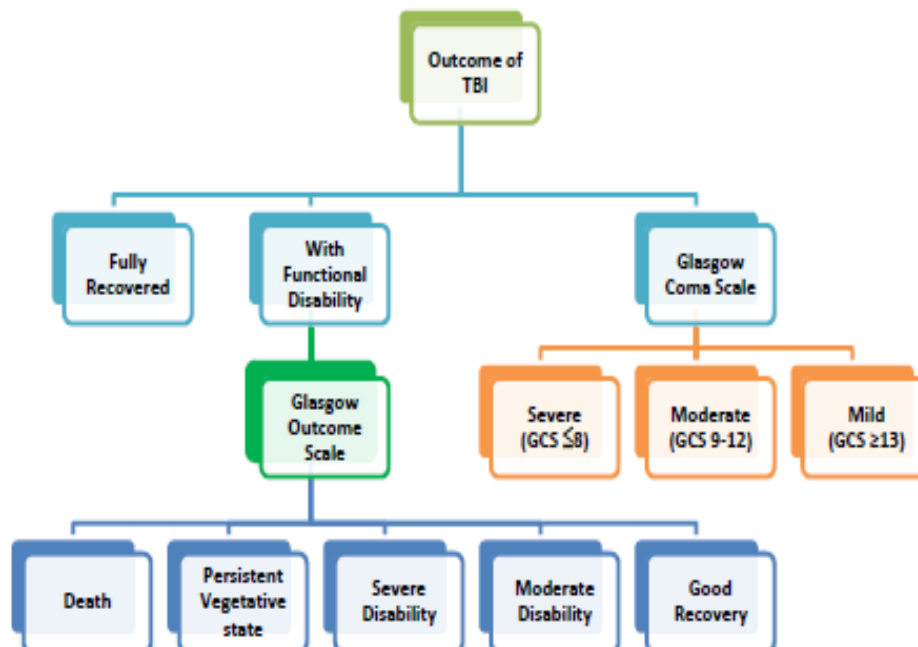 Outcome of
TBI
Fully
Recovered
With
Functional
Disability
Glasgow
Coma Scale
Glasgow
Outcome
Scale
Severe
(GCS ≤8)
Moderate
(GCS 9-12)
Mild
(GCS ≥13)
Death
Persistent
Vegetative
state
Severe
Disability
Moderate
Disability
Good
Recovery